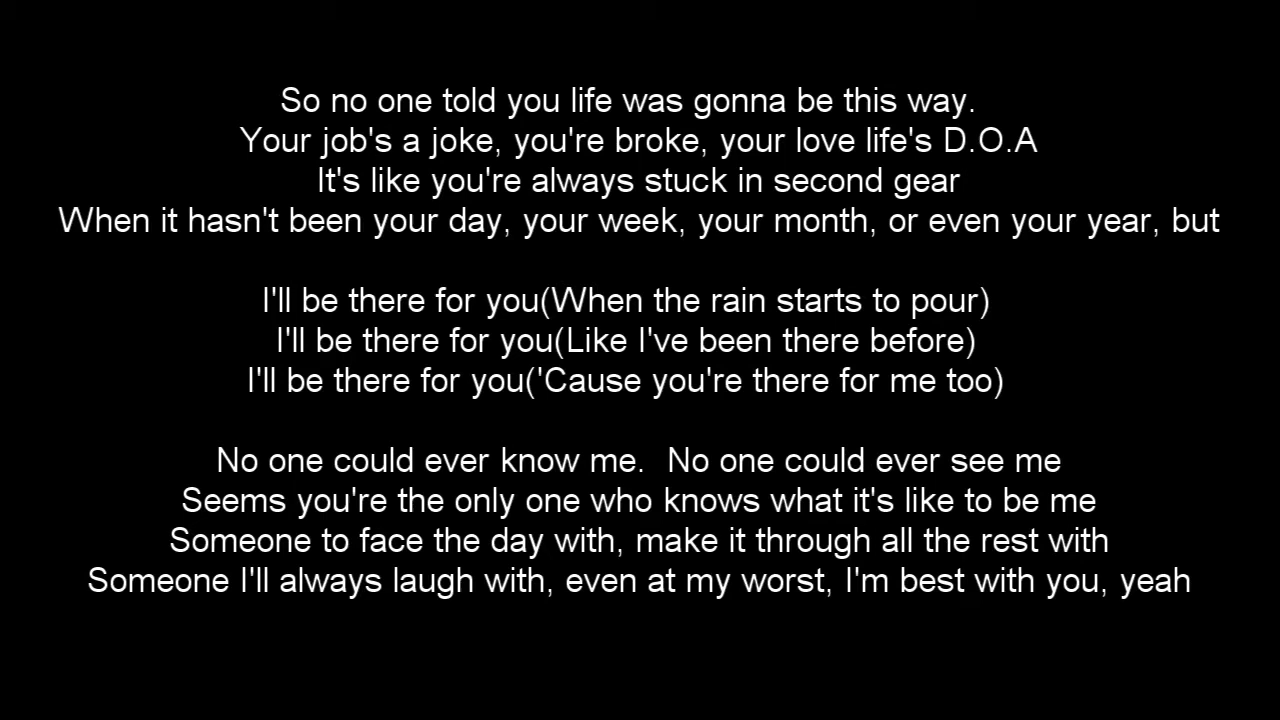 So no one told you life was gonna be this way.
Your job's a joke, you're broke, your love life's D.O.A
It's like you're always stuck in second gear
When it hasn't been your day, your week, your month, or even your year, but
I'll be there for you(When the rain starts to pour)
I'll be there for you(Like I've been there before)
I'll be there for you('Cause you're there for me too)
No one could ever know me.  No one could ever see me
Seems you're the only one who knows what it's like to be me
Someone to face the day with, make it through all the rest with
Someone I'll always laugh with, even at my worst, I'm best with you, yeah